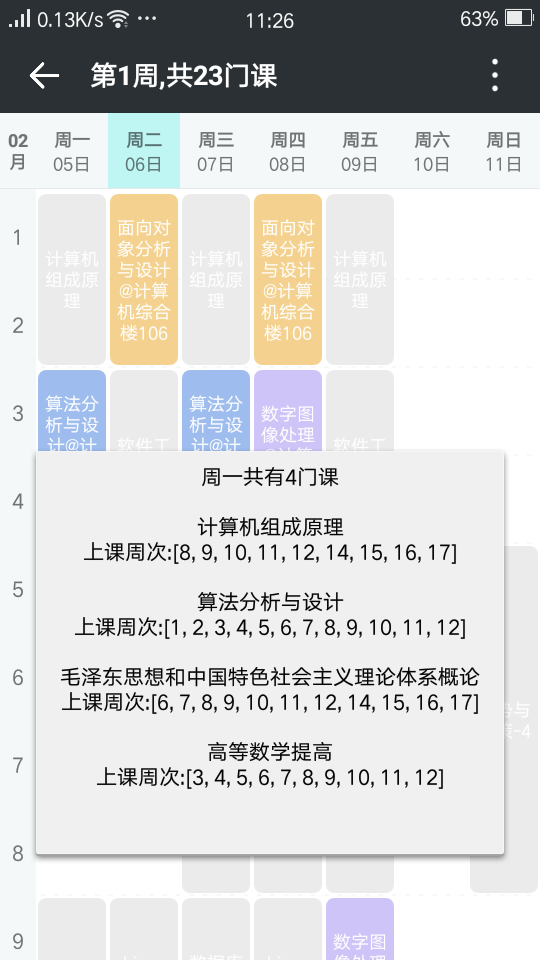 0.13K/s ... 11:26 63%
第1周,共23门课
02 周一 周二 周三 周四 周五 周六 周日
月 05日 06日 07日 08日 09日 10日 11日
1
2
计算机
组成原
理
面向对
象分析
与设计
@计算
机综合
楼106
计算机
组成原
理
面向对
象分析
与设计
@计算
机综合
楼106
计算机
组成原
理
3
算法分
析与设
计@计
软件工
算法分
析与设
计@计
数字图
像处理
软件工
4
周一共有4门课
计算机组成原理
上课周次:[8, 9, 10, 11, 12, 14, 15, 16, 17]
算法分析与设计
上课周次:[1, 2, 3, 4, 5, 6, 7, 8, 9, 10, 11, 12]
毛泽东思想和中国特色社会主义理论体系概论
上课周次:[6, 7, 8, 9, 10, 11, 12, 14, 15, 16, 17]
高等数学提高
上课周次:[3, 4, 5, 6, 7, 8, 9, 10, 11, 12]
5
6
7
与
-4
8
9
数据库
数字图
像处理